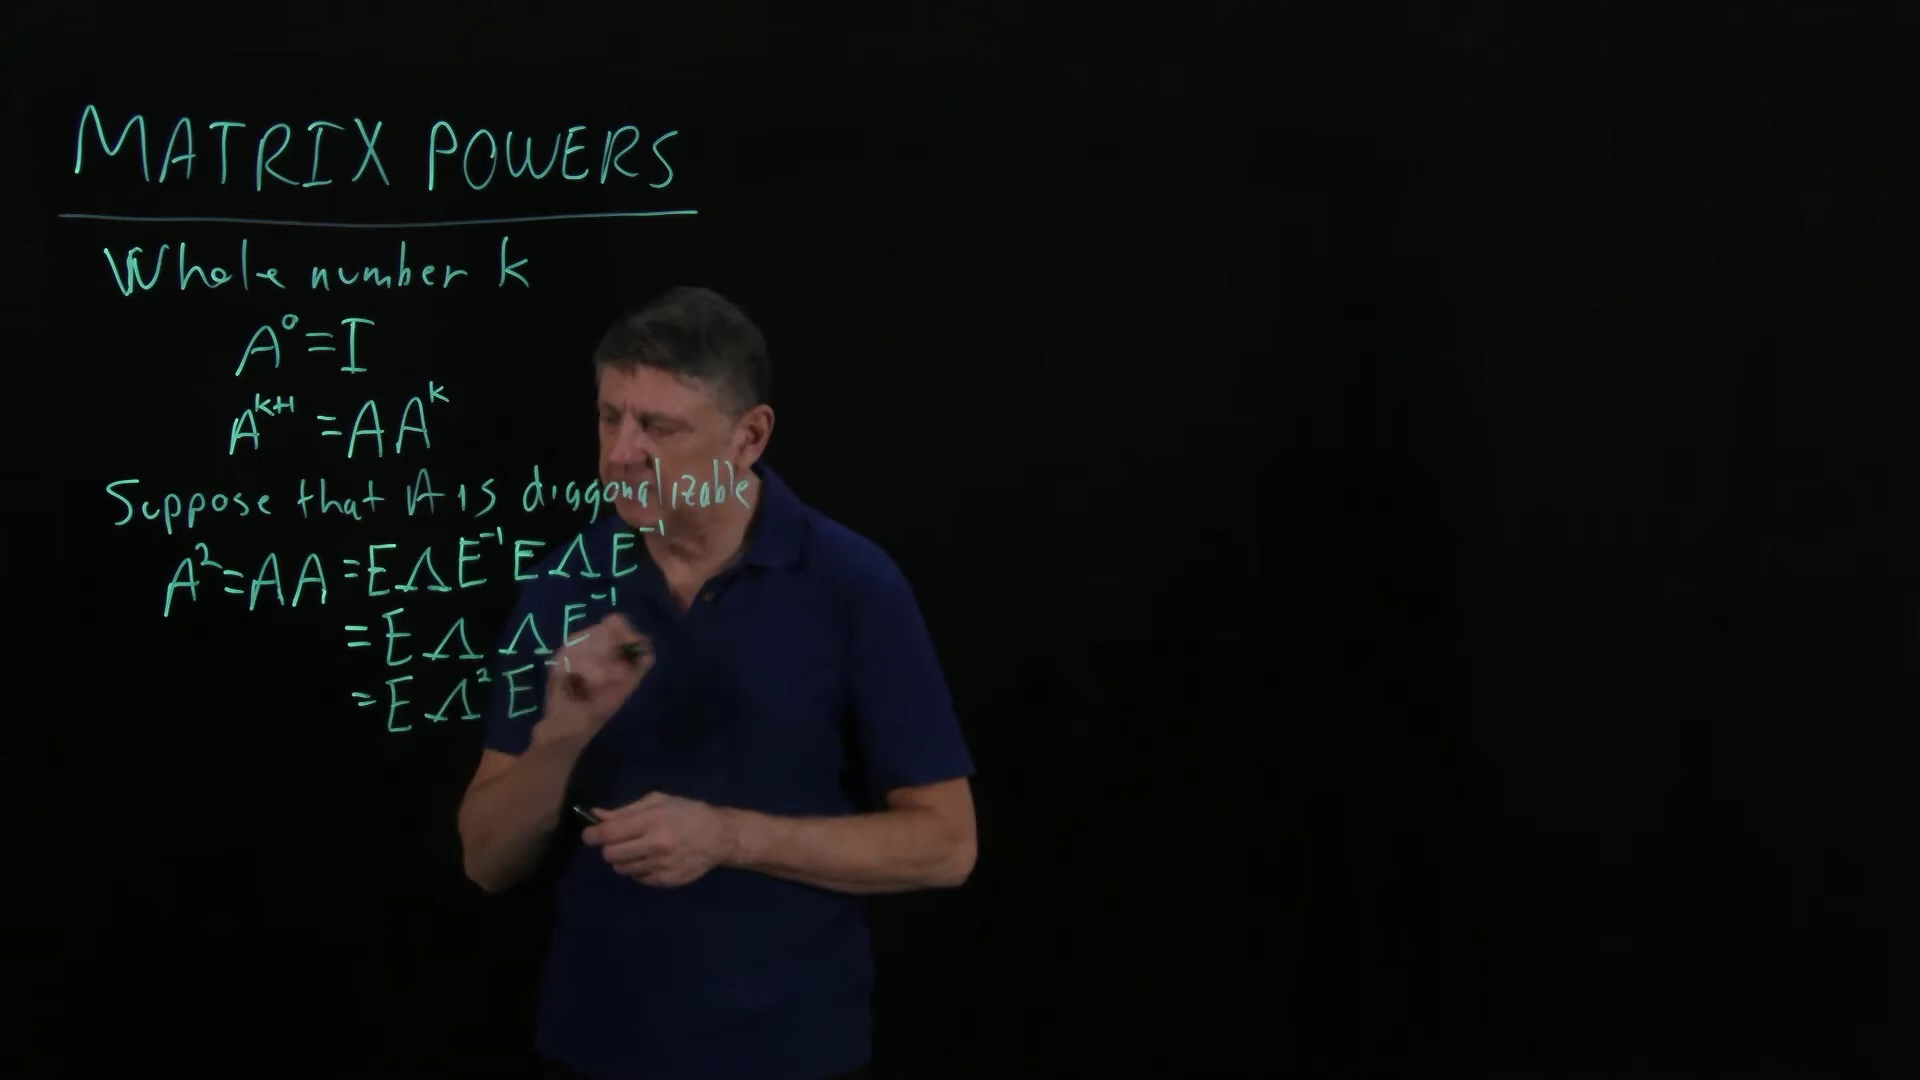 MATRIX POWERS
Whole number k
A⁰ = I
Aᵏ⁺¹ = AAᵏ
Suppose that A is diagonalizable
A² = AA = EΛE⁻¹EΛE⁻¹
= EΛΛE⁻¹
= EΛ²E⁻¹